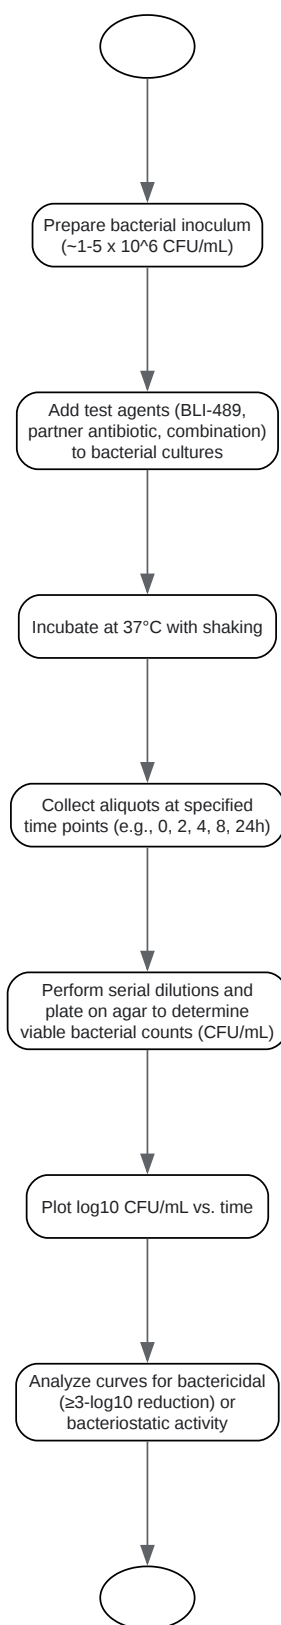 Prepare bacterial inoculum
(~1-5 x 10^6 CFU/mL)
Add test agents (BLI-489,
partner antibiotic, combination)
to bacterial cultures
Incubate at 37°C with shaking
Collect aliquots at specified
time points (e.g., 0, 2, 4, 8, 24h)
Perform serial dilutions and
plate on agar to determine
viable bacterial counts (CFU/mL)
Plot log10 CFU/mL vs. time
Analyze curves for bactericidal
(≥3-log10 reduction) or
bacteriostatic activity